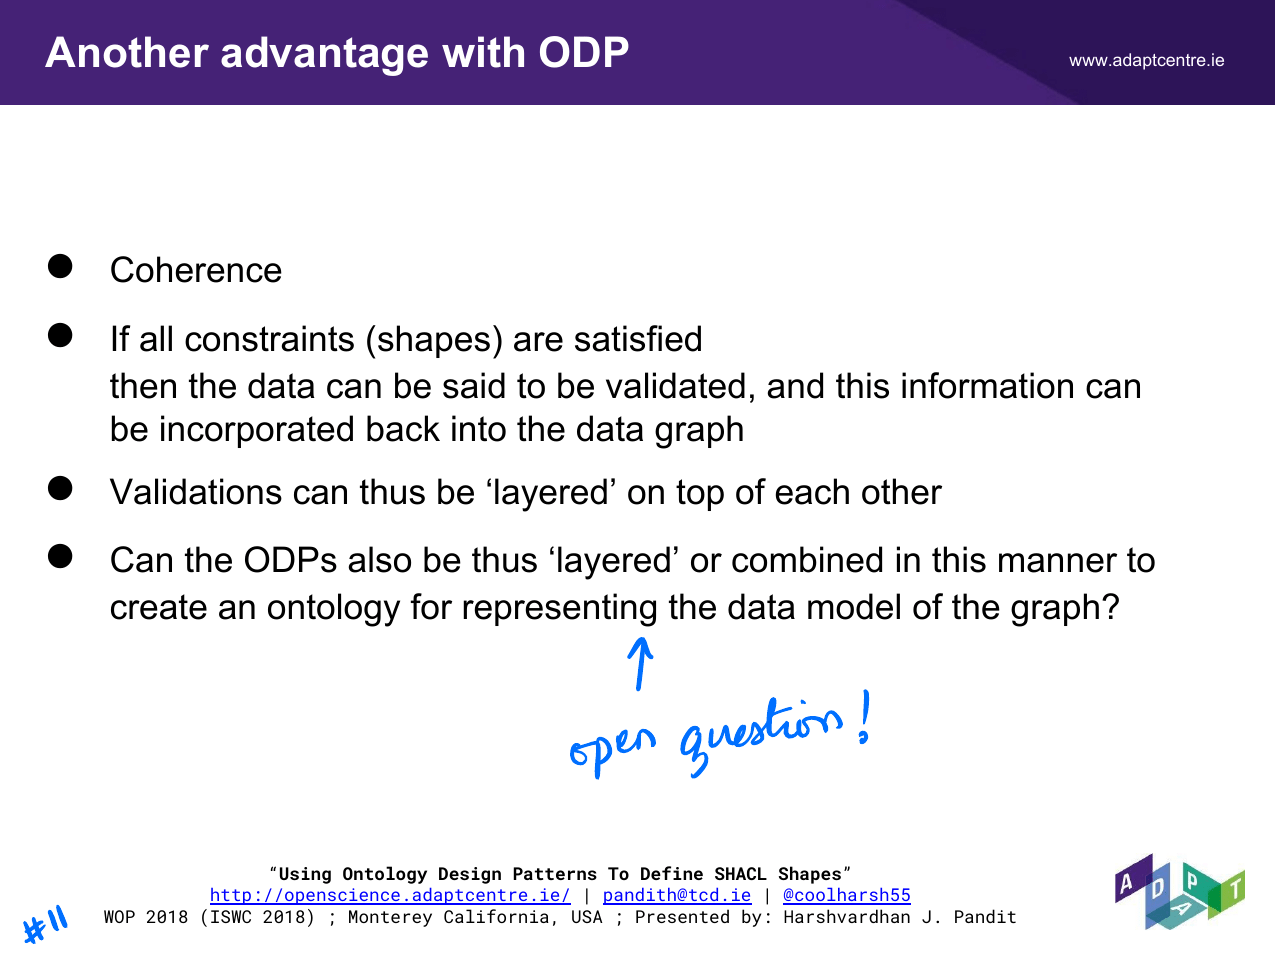 Another advantage with ODP
www.adaptcentre.ie
● Coherence
● If all constraints (shapes) are satisfied
then the data can be said to be validated, and this information can
be incorporated back into the data graph
● Validations can thus be ‘layered’ on top of each other
● Can the ODPs also be thus ‘layered’ or combined in this manner to
create an ontology for representing the data model of the graph?
↑
open question!
“Using Ontology Design Patterns To Define SHACL Shapes”
http://openscience.adaptcentre.ie/ | pandith@tcd.ie | @coolharsh55
WOP 2018 (ISWC 2018) ; Monterey California, USA ; Presented by: Harshvardhan J. Pandit
#11
ADAPT